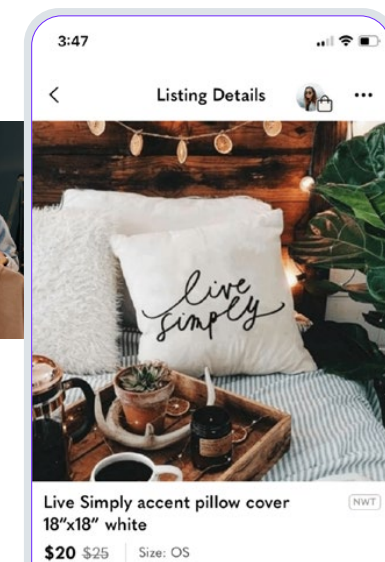 3:47
Listing Details
live
simply
Live Simply accent pillow cover
NWT
18"x18" white
$20 $25 Size: OS